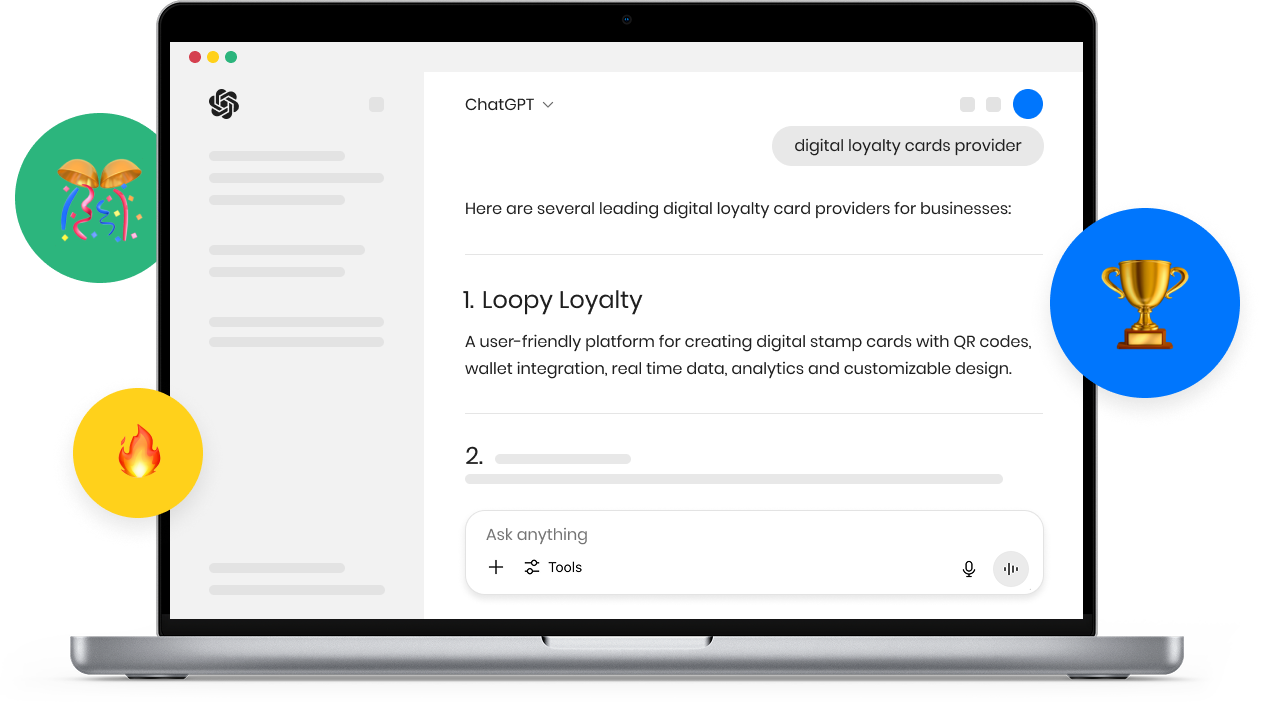 ChatGPT
digital loyalty cards provider
Here are several leading digital loyalty card providers for businesses:
1. Loopy Loyalty
A user-friendly platform for creating digital stamp cards with QR codes,
wallet integration, real time data, analytics and customizable design.
2.
Ask anything
Tools